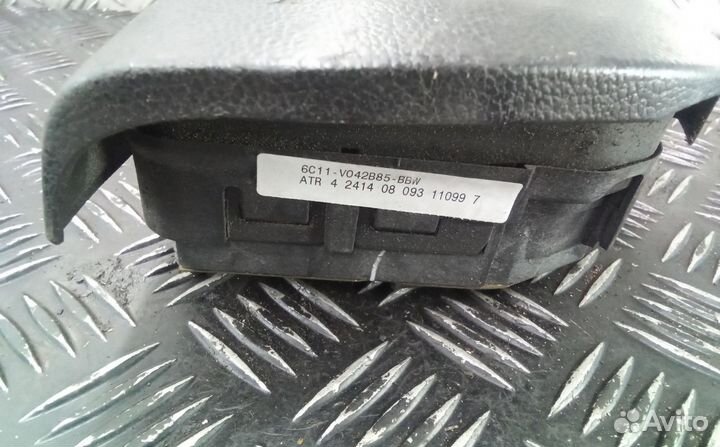 6C11-V042B85-BBW
ATR 4 2414 08 093 11099 7
Avito